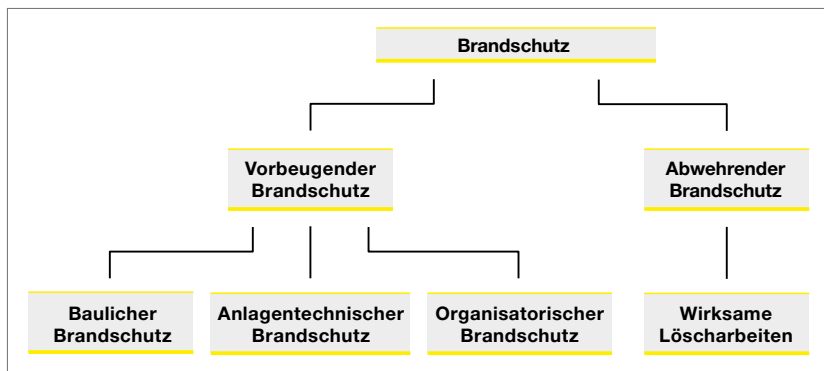 Brandschutz
Vorbeugender
Brandschutz
Abwehrender
Brandschutz
Baulicher
Brandschutz
Anlagentechnischer
Brandschutz
Organisatorischer
Brandschutz
Wirksame
Löscharbeiten